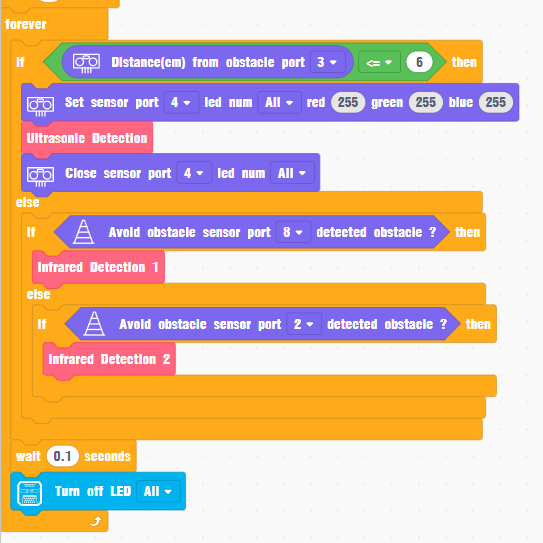 forever
If Distance(cm) from obstacle port 3 <= 6 then
Set sensor port 4 led num All red 255 green 255 blue 255
Ultrasonic Detection
Close sensor port 4 led num All
else
If Avoid obstacle sensor port 8 detected obstacle ? then
Infrared Detection 1
else
If Avoid obstacle sensor port 2 detected obstacle ? then
Infrared Detection 2
wait 0.1 seconds
Turn off LED All